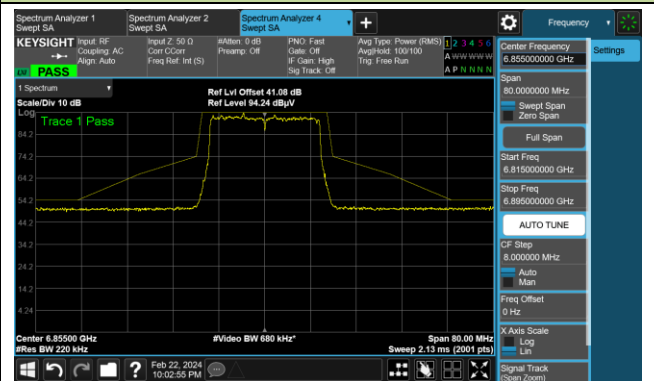 Spectrum Analyzer 1
Swept SA
Spectrum Analyzer 2
Swept SA
Spectrum Analyzer 4
Swept SA
Frequency
KEYSIGHT
Input: RF
Coupling: AC
Align: Auto
Input Z: 50 Ω
Corr CCorr
Freq Ref: Int (S)
#Atten: 0 dB
Preamp: Off
PNO: Fast
Gate: Off
IF Gain: High
Sig Track: Off
Avg Type: Power (RMS)
Avg|Hold: 100/100
Trig: Free Run
1 2 3 4 5 6
A W W W W W
A P N N N N
PASS
1 Spectrum
Scale/Div 10 dB
Ref Lvl Offset 41.08 dB
Ref Level 94.24 dBµV
Log
Trace 1 Pass
84.2
74.2
64.2
54.2
44.2
34.2
24.2
14.2
4.24
Center 6.85500 GHz
#Res BW 220 kHz
#Video BW 680 kHz*
Span 80.00 MHz
Sweep 2.13 ms (2001 pts)
Feb 22, 2024
10:02:55 PM
Center Frequency
6.855000000 GHz
Settings
Span
80.0000000 MHz
Swept Span
Zero Span
Full Span
Start Freq
6.815000000 GHz
Stop Freq
6.895000000 GHz
AUTO TUNE
CF Step
8.000000 MHz
Auto
Man
Freq Offset
0 Hz
X Axis Scale
Log
Lin
Signal Track
(Span Zoom)